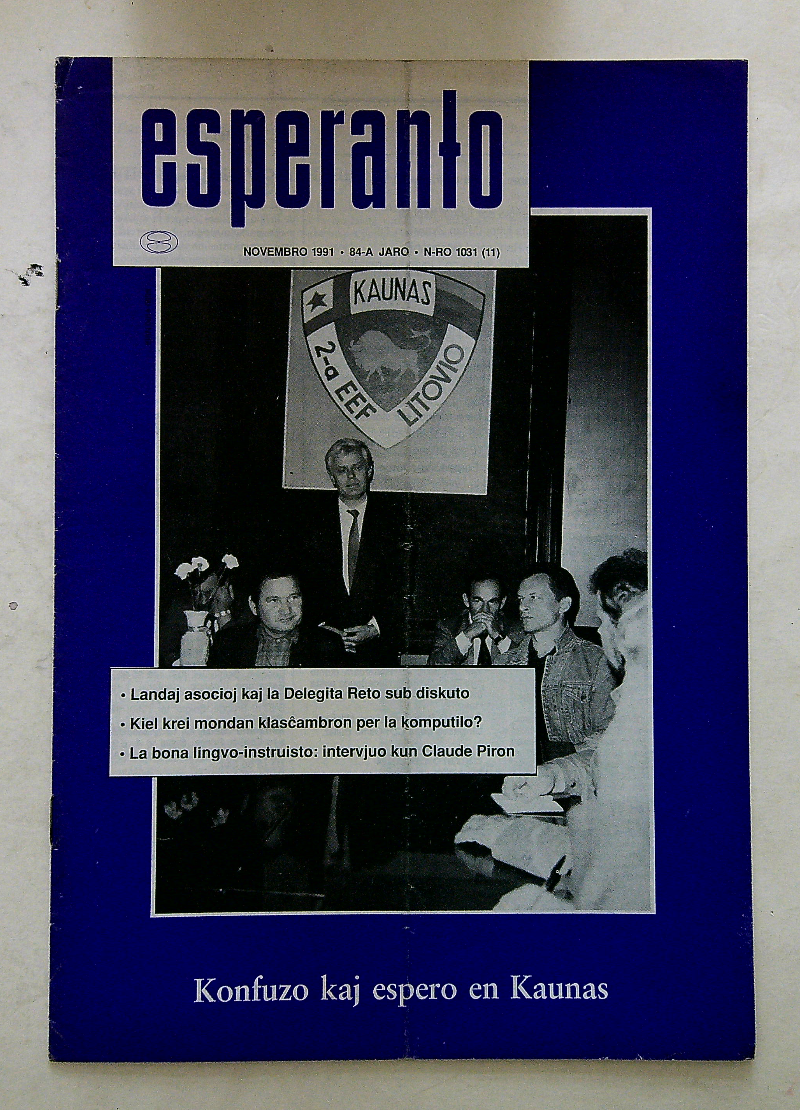 esperanto
NOVEMBRO 1991 • 84-A JARO • N-RO 1031 (11)
KAUNAS
2-a EEF
LITOVIO
• Landaj asocioj kaj la Delegita Reto sub diskuto
• Kiel krei mondan klasĉambron per la komputilo?
• La bona lingvo-instruisto: intervjuo kun Claude Piron
Konfuzo kaj espero en Kaunas